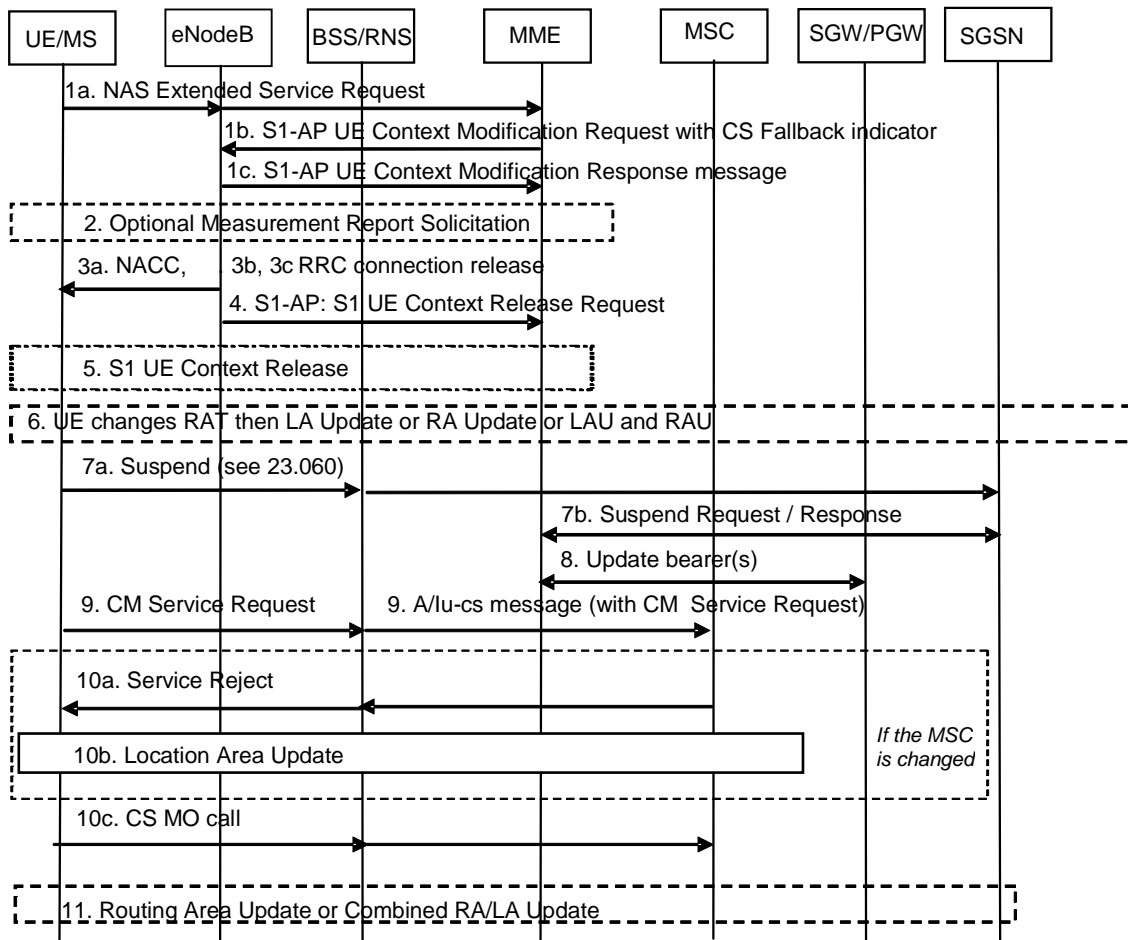 UE/MS
eNodeB
BSS/RNS
MME
MSC
SGW/PGW
SGSN
1a. NAS Extended Service Request
1b. S1-AP UE Context Modification Request with CS Fallback indicator
1c. S1-AP UE Context Modification Response message
2. Optional Measurement Report Solicitation
3a. NACC, . 3b, 3c RRC connection release
4. S1-AP: S1 UE Context Release Request
5. S1 UE Context Release
6. UE changes RAT then LA Update or RA Update or LAU and RAU
7a. Suspend (see 23.060)
7b. Suspend Request / Response
8. Update bearer(s)
9. CM Service Request
9. A/Iu-cs message (with CM Service Request)
10a. Service Reject
If the MSC
is changed
10b. Location Area Update
10c. CS MO call
11. Routing Area Update or Combined RA/LA Update